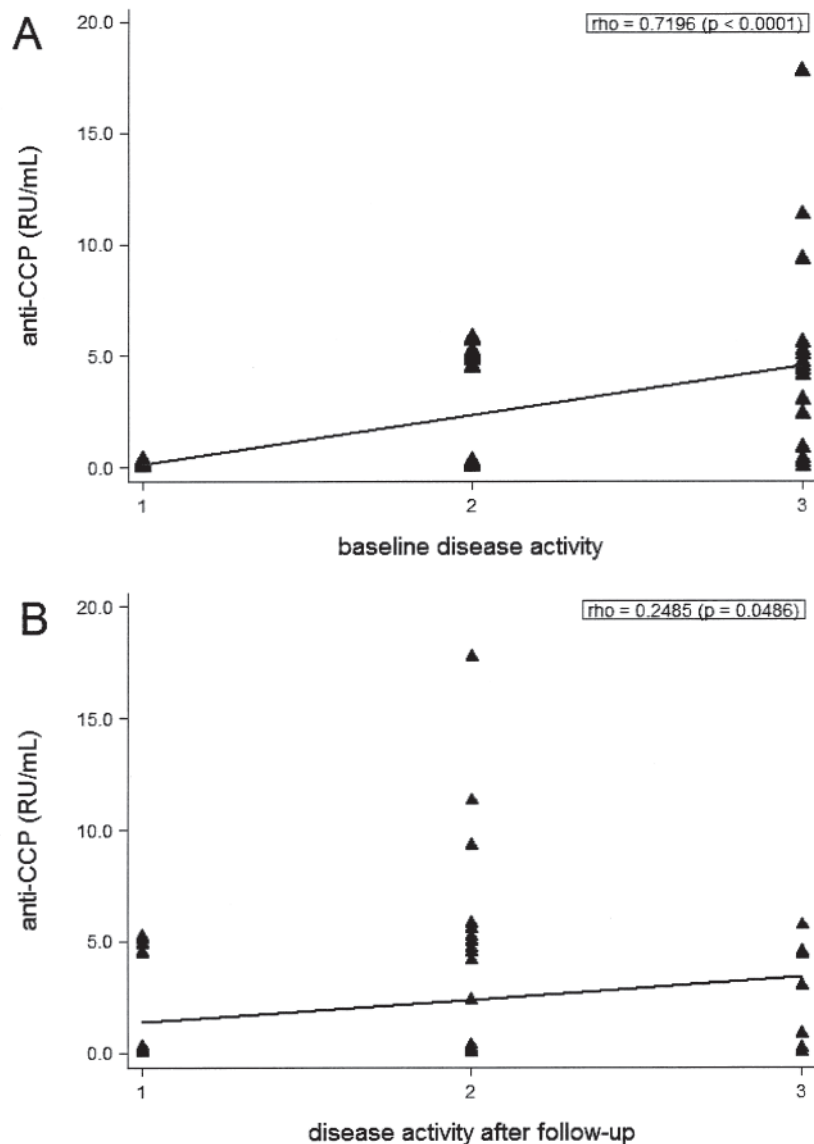 A
rho = 0.7196 (p < 0.0001)
20.0
15.0
10.0
5.0
0.0
anti-CCP (RU/mL)
1 2 3
baseline disease activity
B
rho = 0.2485 (p = 0.0486)
20.0
15.0
10.0
5.0
0.0
anti-CCP (RU/mL)
1 2 3
disease activity after follow-up